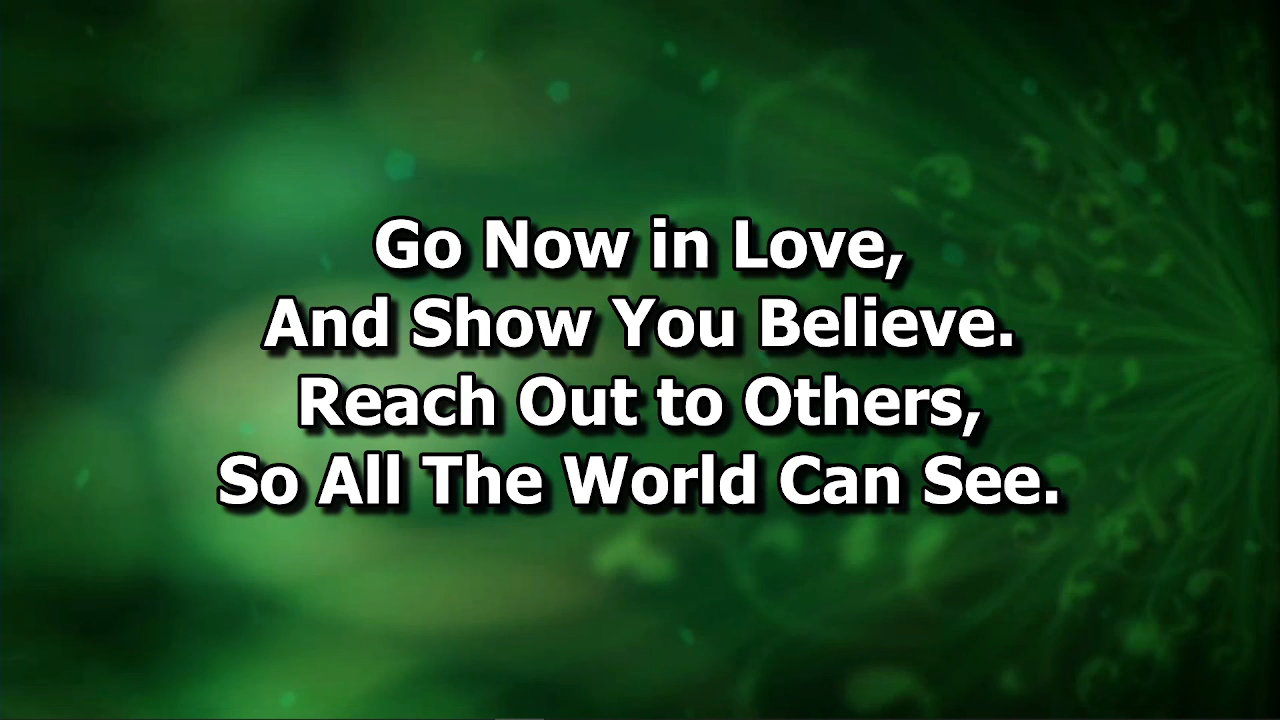 Go Now in Love,
And Show You Believe.
Reach Out to Others,
So All The World Can See.